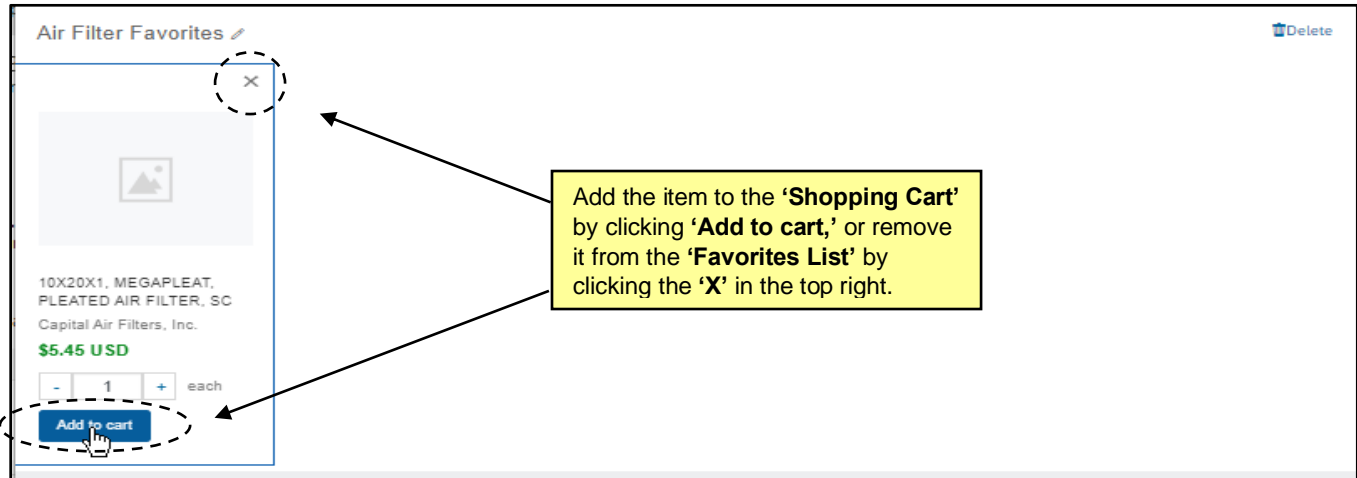 Air Filter Favorites
Delete
Add the item to the ‘Shopping Cart’
by clicking ‘Add to cart,’ or remove
it from the ‘Favorites List’ by
clicking the ‘X’ in the top right.
10X20X1, MEGAPLEAT,
PLEATED AIR FILTER, SC
Capital Air Filters, Inc.
$5.45 USD
- 1 + each
Add to cart